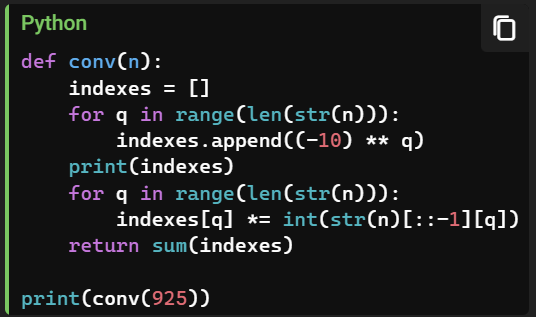 Python
def conv(n):
    indexes = []
    for q in range(len(str(n))):
        indexes.append((-10) ** q)
    print(indexes)
    for q in range(len(str(n))):
        indexes[q] *= int(str(n)[::-1][q])
    return sum(indexes)

print(conv(925))